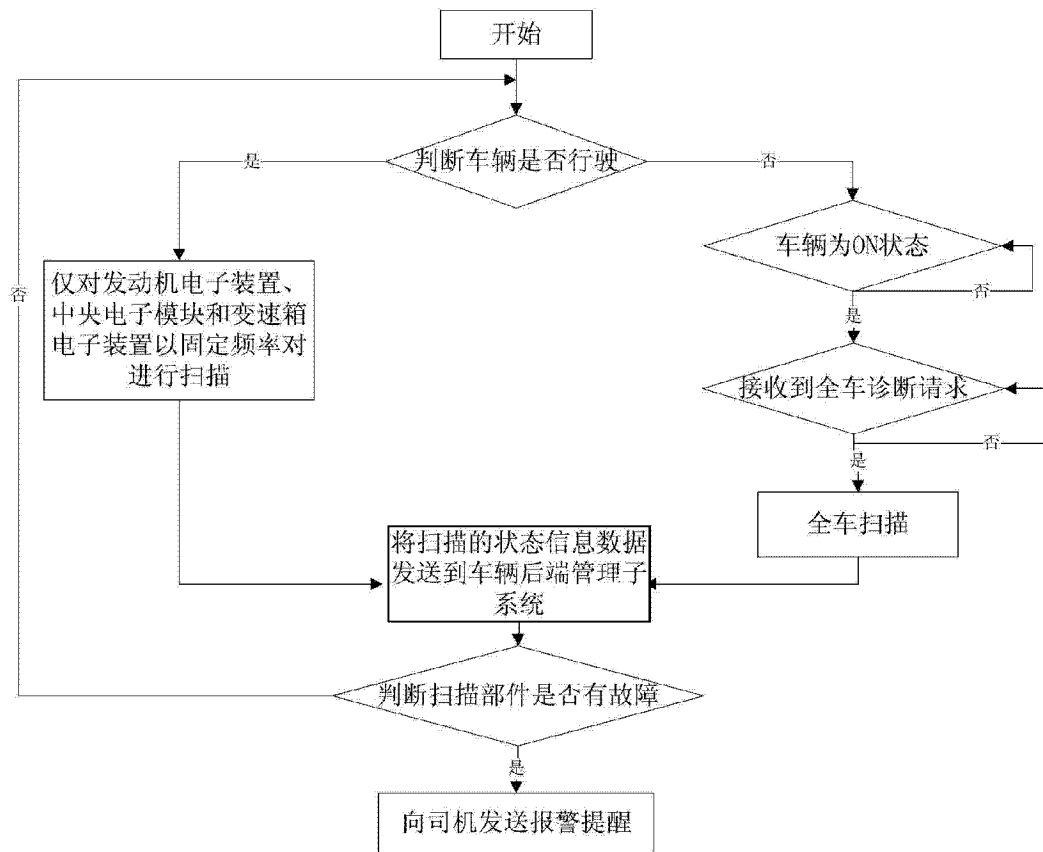 开始
判断车辆是否行驶
是
否
车辆为ON状态
否
仅对发动机电子装置、
中央电子模块和变速箱
电子装置以固定频率对
进行扫描
否
是
接收到全车诊断请求
否
是
全车扫描
将扫描的状态信息数据
发送到车辆后端管理子
系统
判断扫描部件是否有故障
是
向司机发送报警提醒